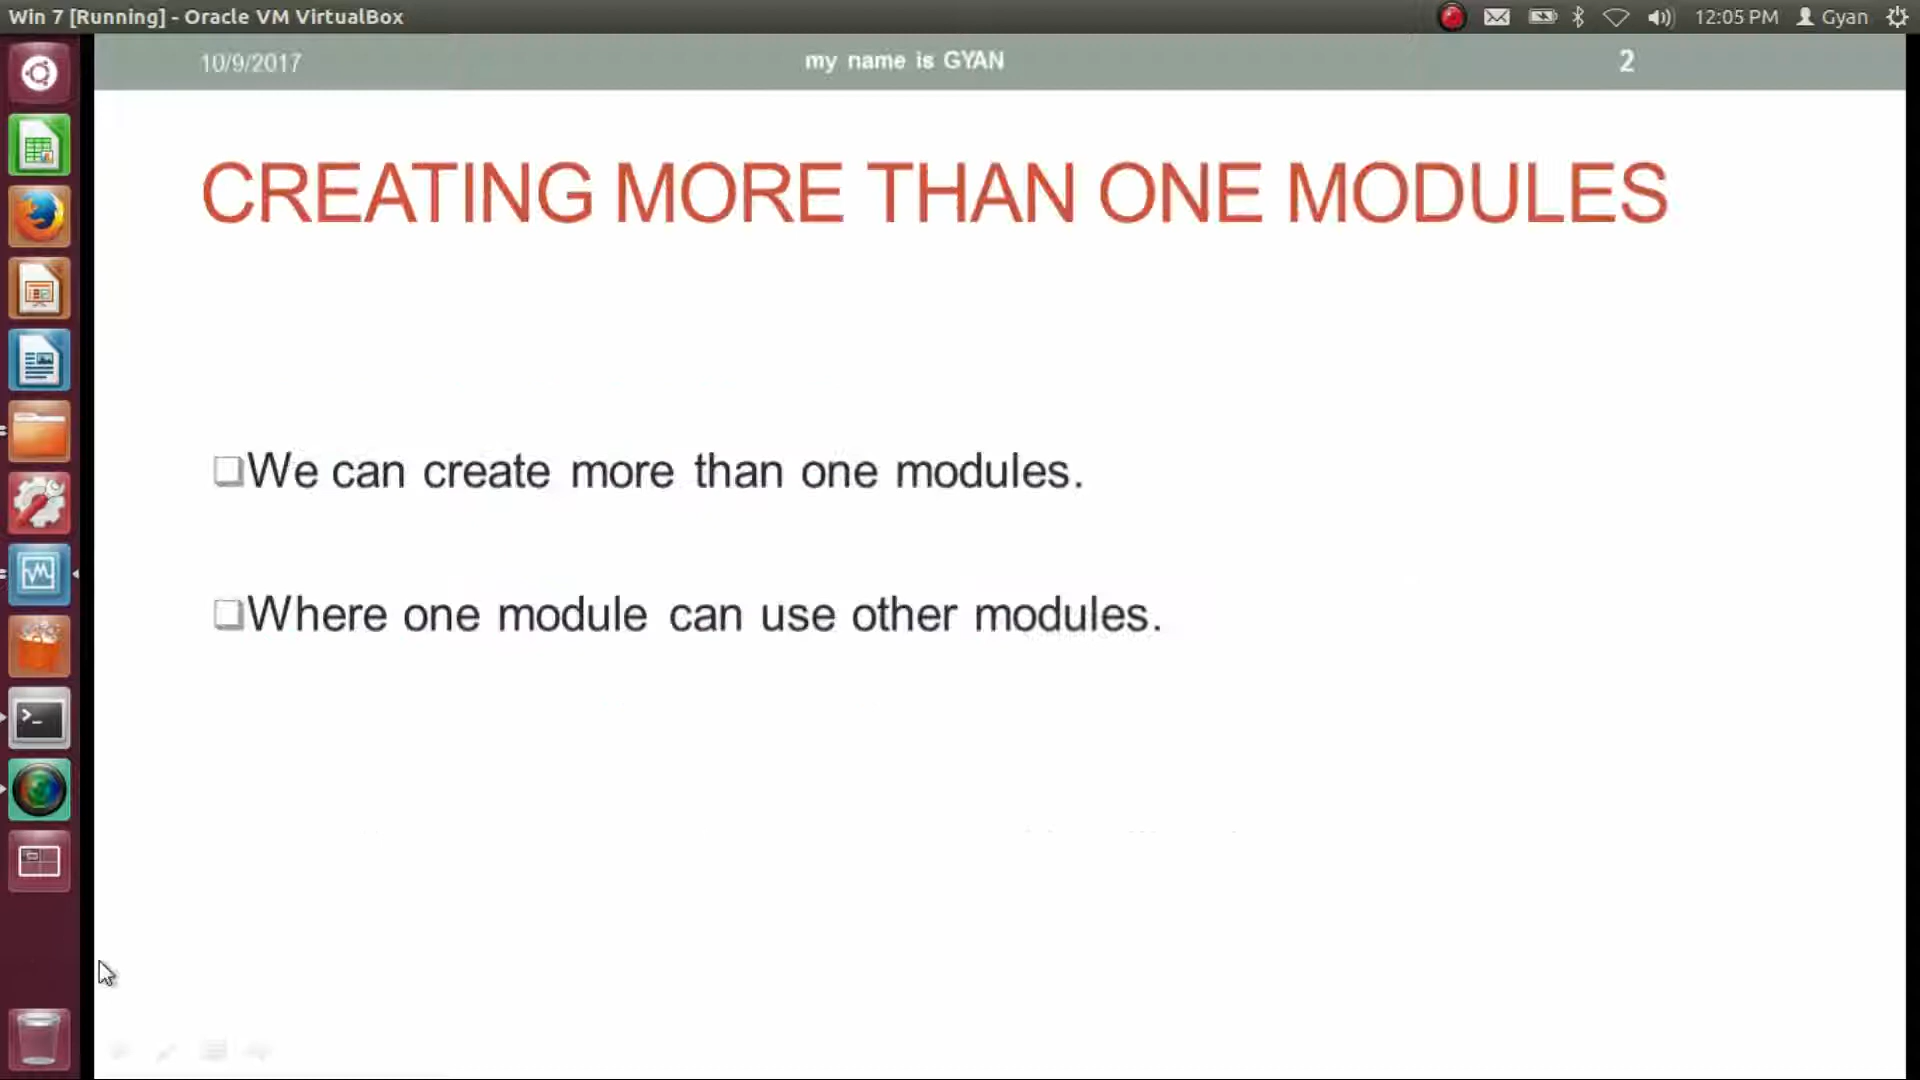 Win 7 [Running] - Oracle VM VirtualBox
12:05 PM Gyan
10/9/2017 my name is GYAN 2
CREATING MORE THAN ONE MODULES
We can create more than one modules.
Where one module can use other modules.